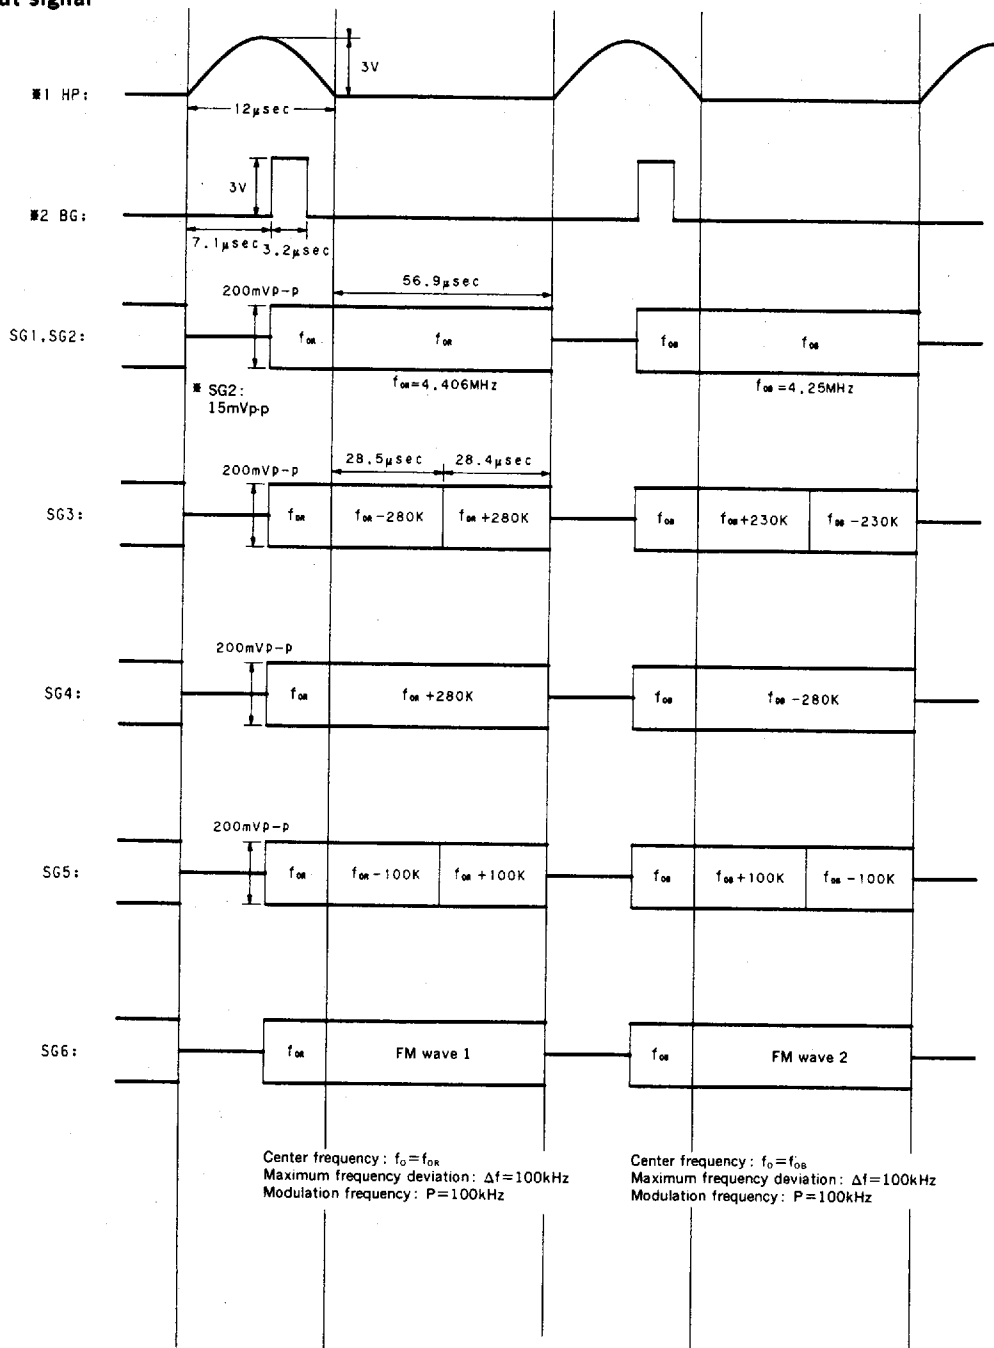 ut signal
3V
※1 HP:
12μsec
3V
※2 BG:
7.1μsec 3.2μsec
56.9μsec
200mVp-p
SG1,SG2:
fOR fOR fOB fOB
fOR=4.406MHz fOB=4.25MHz
※ SG2:
15mVp-p
28.5μsec 28.4μsec
200mVp-p
SG3: fOR fOR-280K fOR+280K fOB fOB+230K fOB-230K
200mVp-p
SG4: fOR fOR+280K fOB fOB-280K
200mVp-p
SG5: fOR fOR-100K fOR+100K fOB fOB+100K fOB-100K
SG6: fOR FM wave 1 fOB FM wave 2
Center frequency: fO=fOR
Maximum frequency deviation: Δf=100kHz
Modulation frequency: P=100kHz
Center frequency: fO=fOB
Maximum frequency deviation: Δf=100kHz
Modulation frequency: P=100kHz